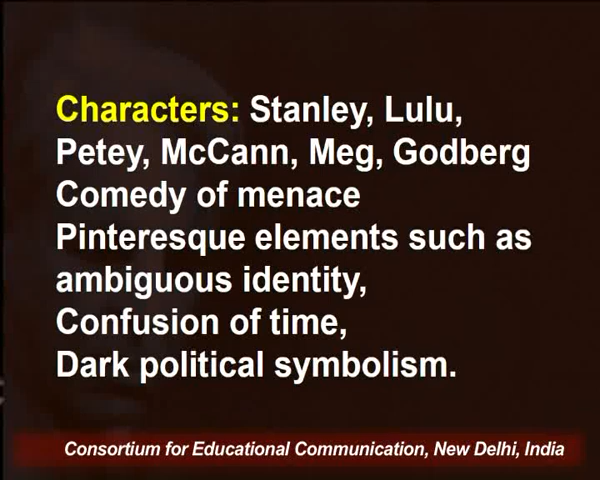 Characters: Stanley, Lulu,
Petey, McCann, Meg, Godberg
Comedy of menace
Pinteresque elements such as
ambiguous identity,
Confusion of time,
Dark political symbolism.
Consortium for Educational Communication, New Delhi, India